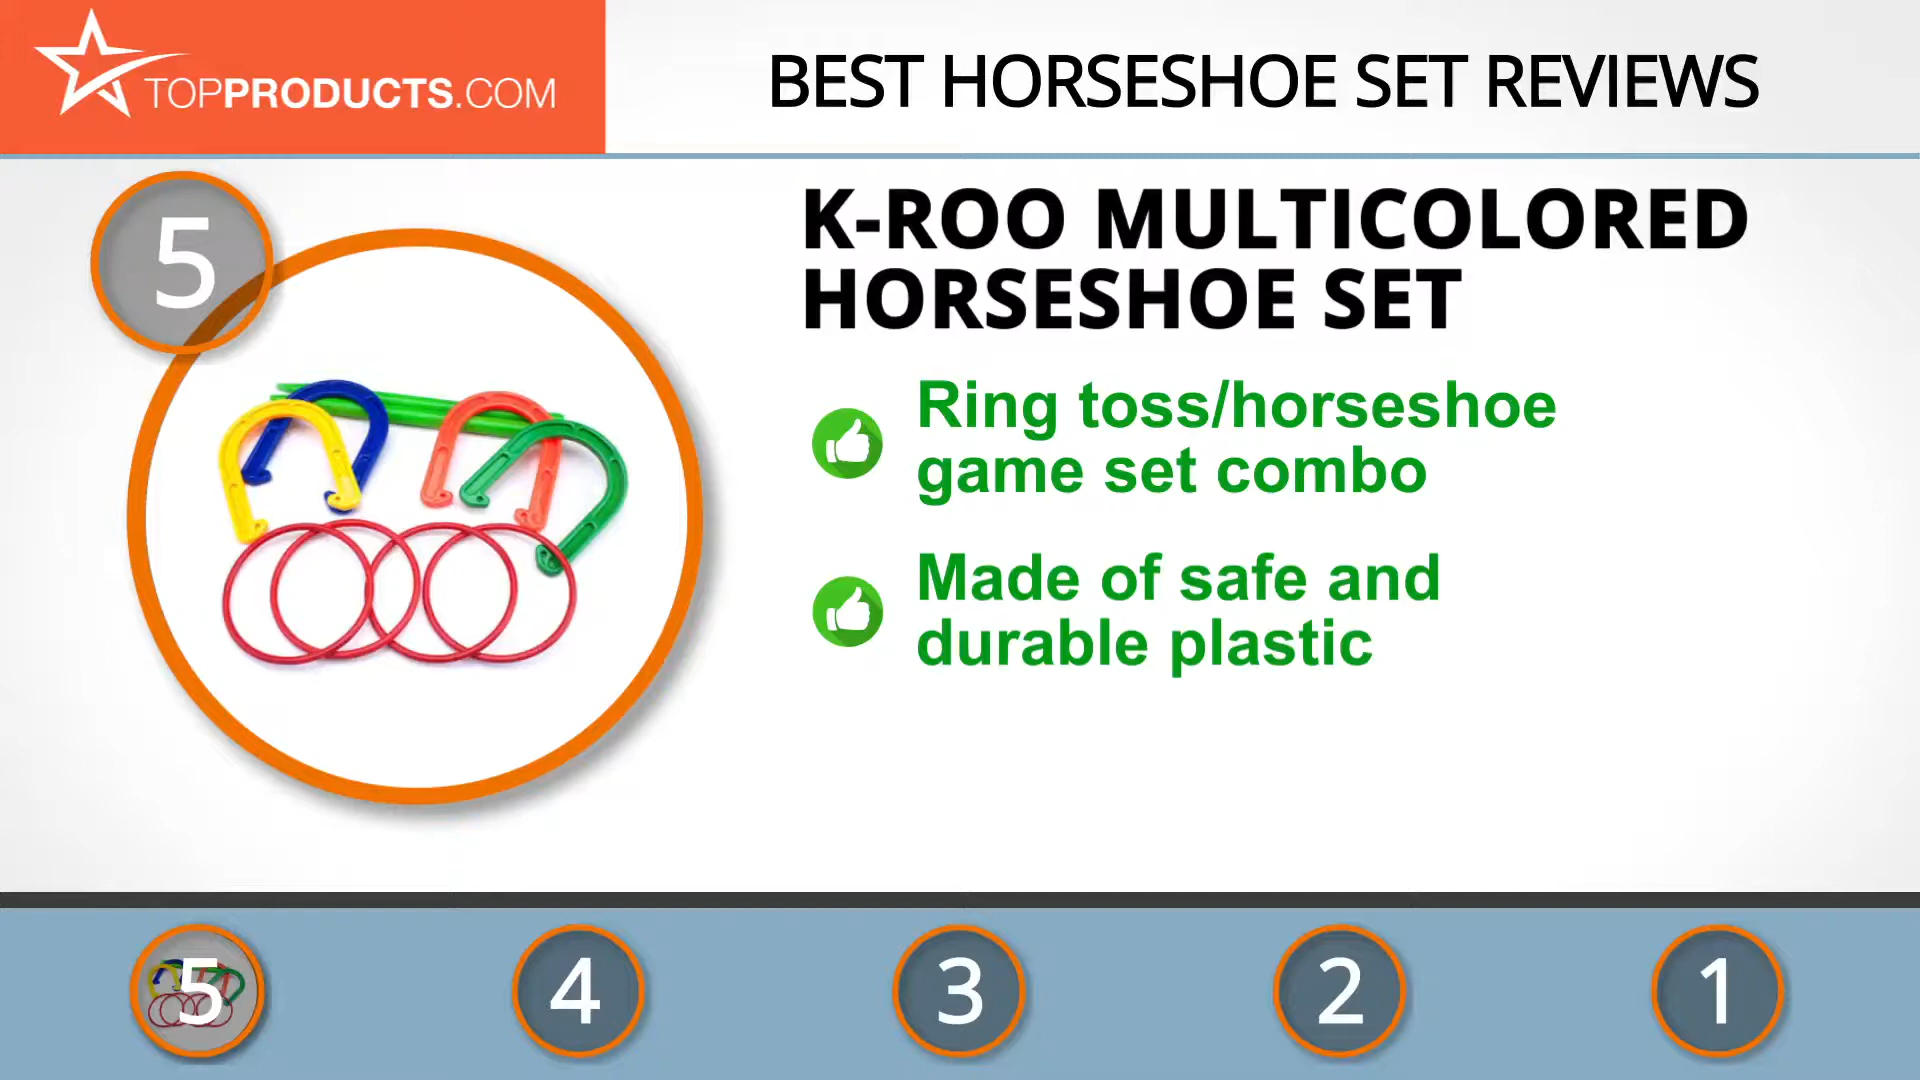 TOPPRODUCTS.COM
BEST HORSESHOE SET REVIEWS
5
K-ROO MULTICOLORED
HORSESHOE SET
Ring toss/horseshoe
game set combo
Made of safe and
durable plastic
5 4 3 2 1